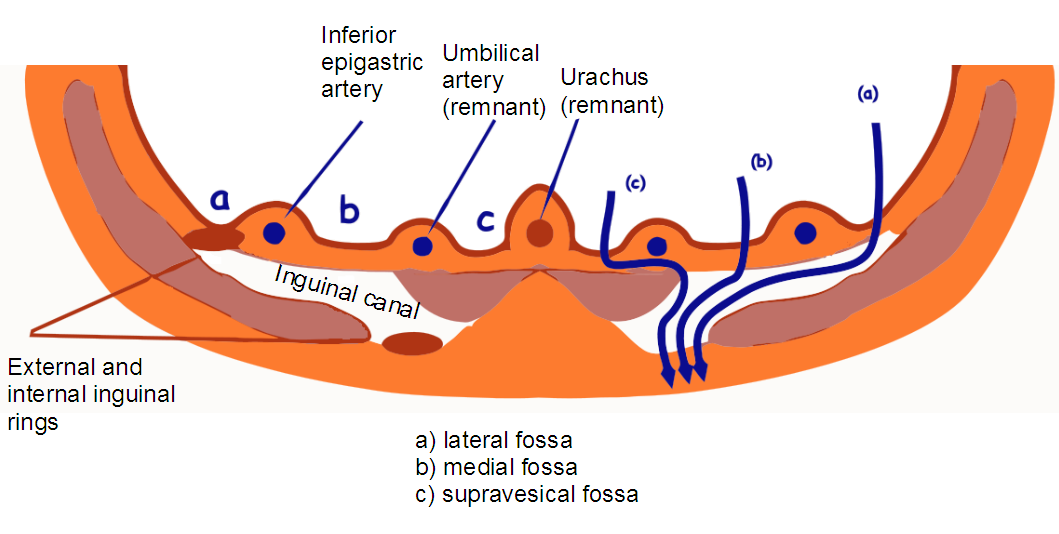 Inferior
epigastric
artery
Umbilical
artery
(remnant)
Urachus
(remnant)
(a)
(b)
(c)
a
b
c
Inguinal canal
External and
internal inguinal
rings
a) lateral fossa
b) medial fossa
c) supravesical fossa